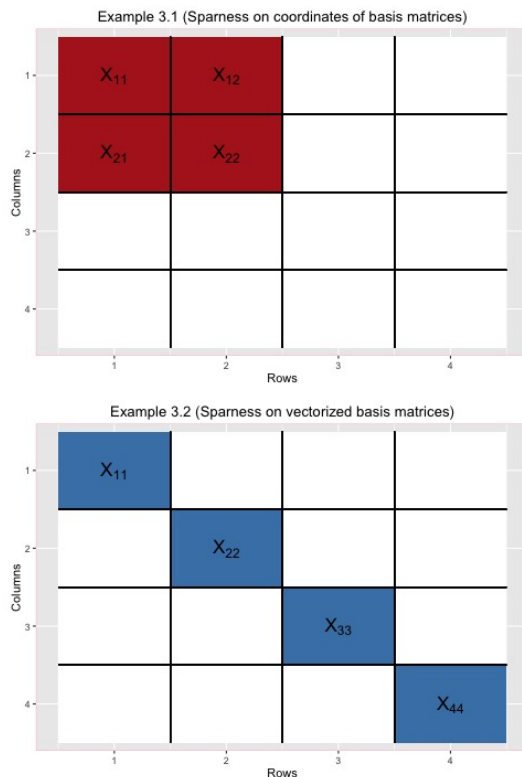 Example 3.1 (Sparness on coordinates of basis matrices)
1
X₁₁ X₁₂
2
X₂₁ X₂₂
3
4
Columns
1 2 3 4
Rows
Example 3.2 (Sparness on vectorized basis matrices)
1
X₁₁
2
X₂₂
3
X₃₃
4
X₄₄
Columns
1 2 3 4
Rows